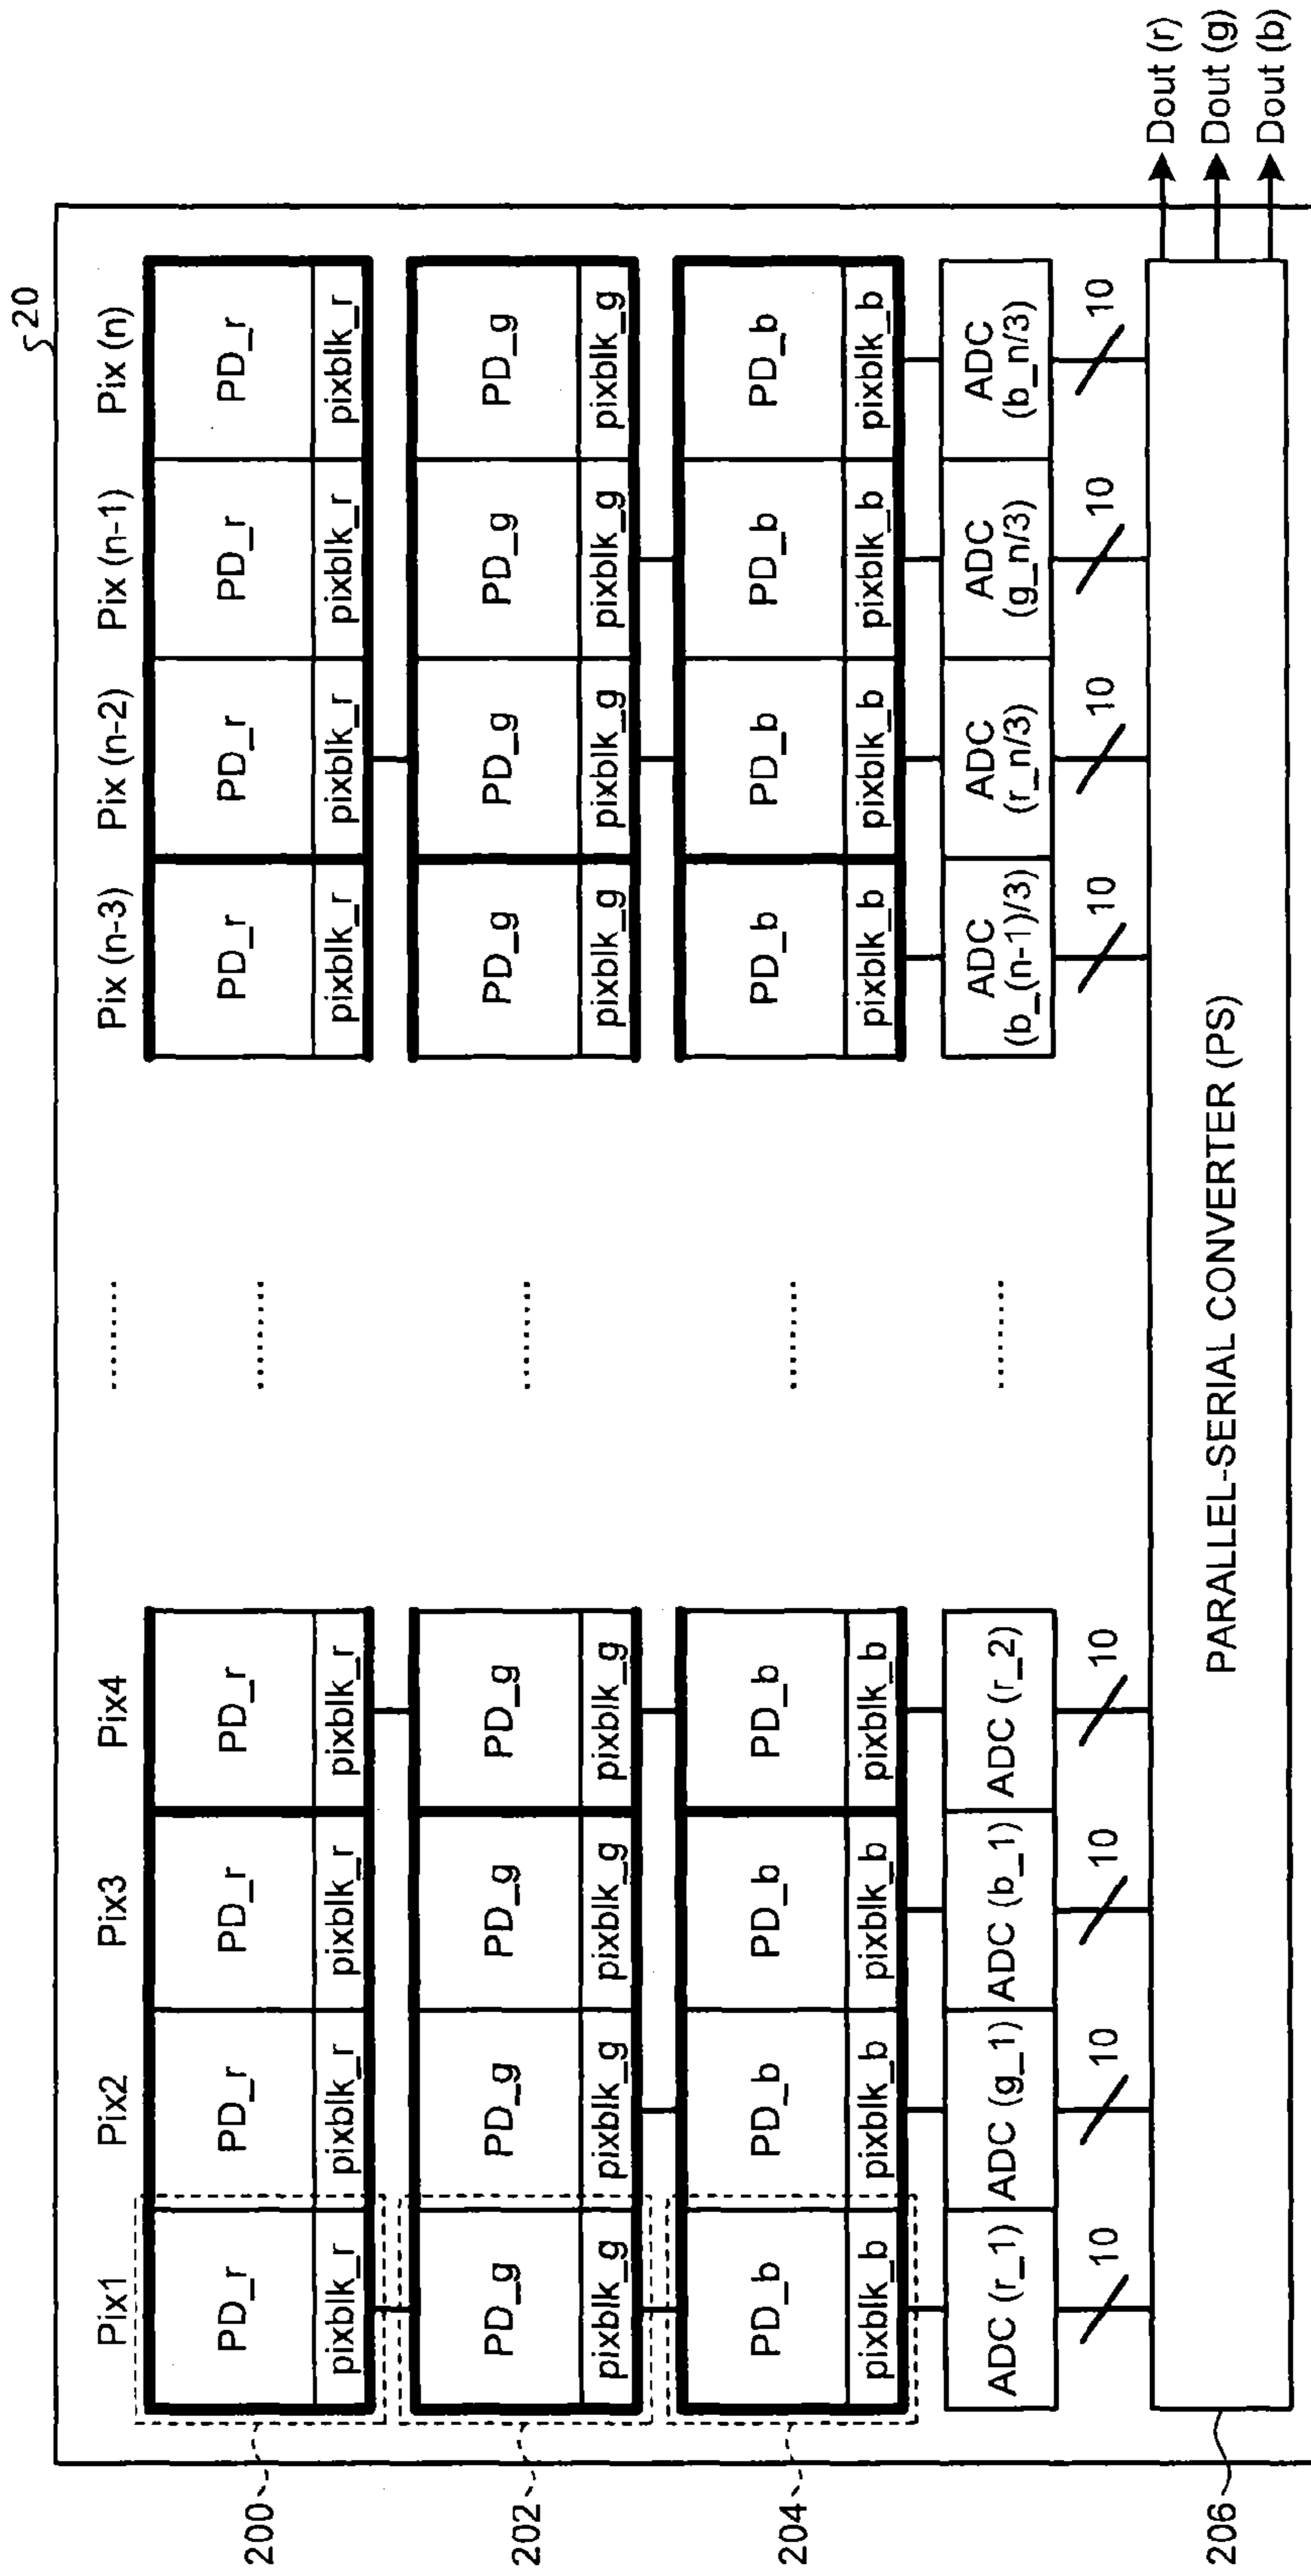 20
Pix1 Pix2 Pix3 Pix4 ........ Pix (n-3) Pix (n-2) Pix (n-1) Pix (n)
200 PD_r PD_r PD_r PD_r ........ PD_r PD_r PD_r PD_r
pixblk_r pixblk_r pixblk_r pixblk_r pixblk_r pixblk_r pixblk_r pixblk_r
202 PD_g PD_g PD_g PD_g ........ PD_g PD_g PD_g PD_g
pixblk_g pixblk_g pixblk_g pixblk_g pixblk_g pixblk_g pixblk_g pixblk_g
204 PD_b PD_b PD_b PD_b ........ PD_b PD_b PD_b PD_b
pixblk_b pixblk_b pixblk_b pixblk_b pixblk_b pixblk_b pixblk_b pixblk_b
ADC (r_1) ADC (g_1) ADC (b_1) ADC (r_2) ........ ADC ADC ADC ADC
(b_(n-1)/3) (r_n/3) (g_n/3) (b_n/3)
10 10 10 10 10 10 10 10
206 PARALLEL-SERIAL CONVERTER (PS)
Dout (r)
Dout (g)
Dout (b)